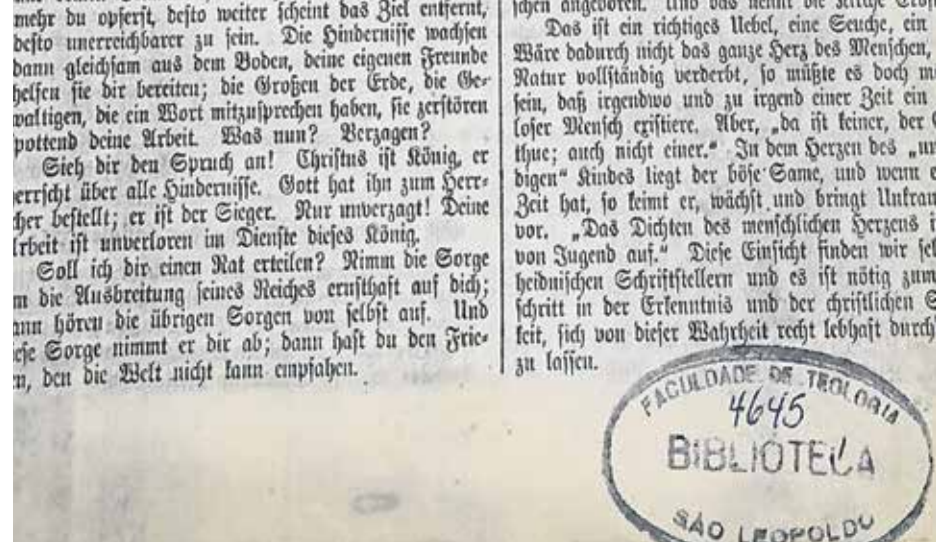 mehr du opferst, desto weiter scheint das Ziel entfernt,
desto unerreichbarer zu sein. Die Hindernisse wachsen
dann gleichsam aus dem Boden, deine eigenen Freunde
helfen sie dir bereiten; die Großen der Erde, die Ge-
waltigen, die ein Wort mitzusprechen haben, sie zerstören
spottend deine Arbeit. Was nun? Verzagen?
Sieh dir den Spruch an! Christus ist König, er
herrscht über alle Hindernisse. Gott hat ihn zum Herr-
scher bestellt; er ist der Sieger. Nur unverzagt! Deine
Arbeit ist unverloren im Dienste dieses König.
Soll ich dir einen Rat erteilen? Nimm die Sorge
um die Ausbreitung seines Reiches ernsthaft auf dich;
dann hören die übrigen Sorgen von selbst auf. Und
diese Sorge nimmt er dir ab; dann hast du den Frie-
den, den die Welt nicht kann empfahen.
schen angeboten. Und das nennt die
Das ist ein richtiges Uebel, eine Seuche, ein
Wäre dadurch nicht das ganze Herz des Menschen,
Natur vollständig verderbt, so müßte es doch
sein, daß irgendwo und zu irgend einer Zeit ein
loser Mensch existiere. Aber, „da ist keiner, der
thue; auch nicht einer.“ In dem Herzen des
digen“ Kindes liegt der böse Same, und wenn
Zeit hat, so keimt er, wächst und bringt
vor. „Das Dichten des menschlichen Herzens
von Jugend auf.“ Diese Einsicht finden wir
heidnischen Schriftstellern und es ist nötig zum
schritt in der Erkenntnis und der christlichen
keit, sich von dieser Wahrheit recht lebhaft
zu lassen.
FACULDADE DE TEOLOGIA
4645
BIBLIOTECA
SÃO LEOPOLDO